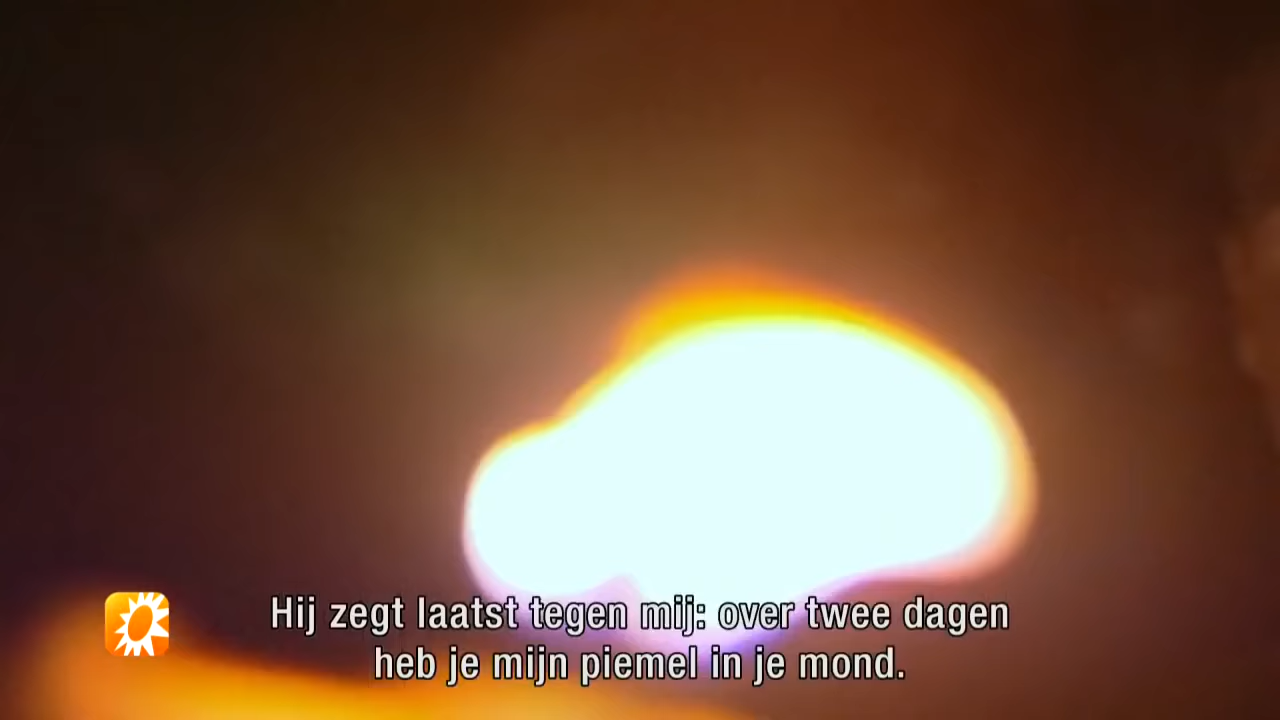 Hij zegt laatst tegen mij: over twee dagen
heb je mijn piemel in je mond.